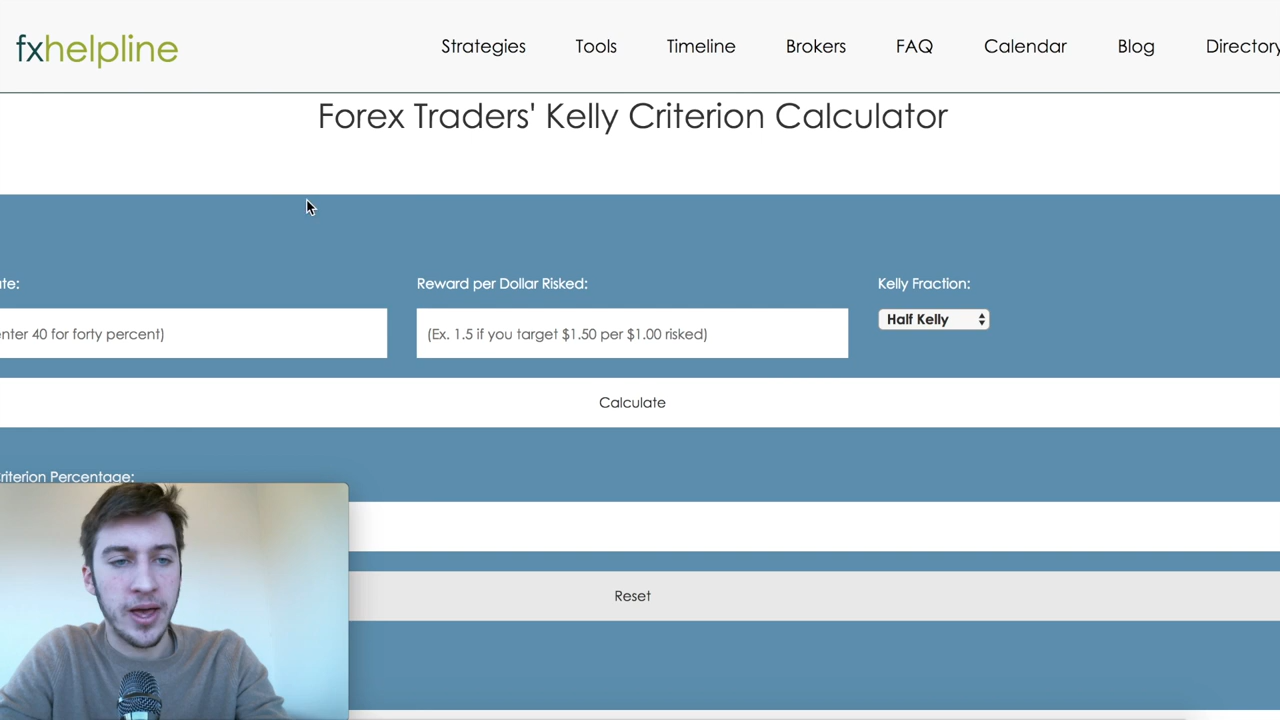 fxhelpline
Strategies Tools Timeline Brokers FAQ Calendar Blog Directory
Forex Traders' Kelly Criterion Calculator
ate: Reward per Dollar Risked: Kelly Fraction:
enter 40 for forty percent) (Ex. 1.5 if you target $1.50 per $1.00 risked) Half Kelly
Calculate
riterion Percentage:
Reset